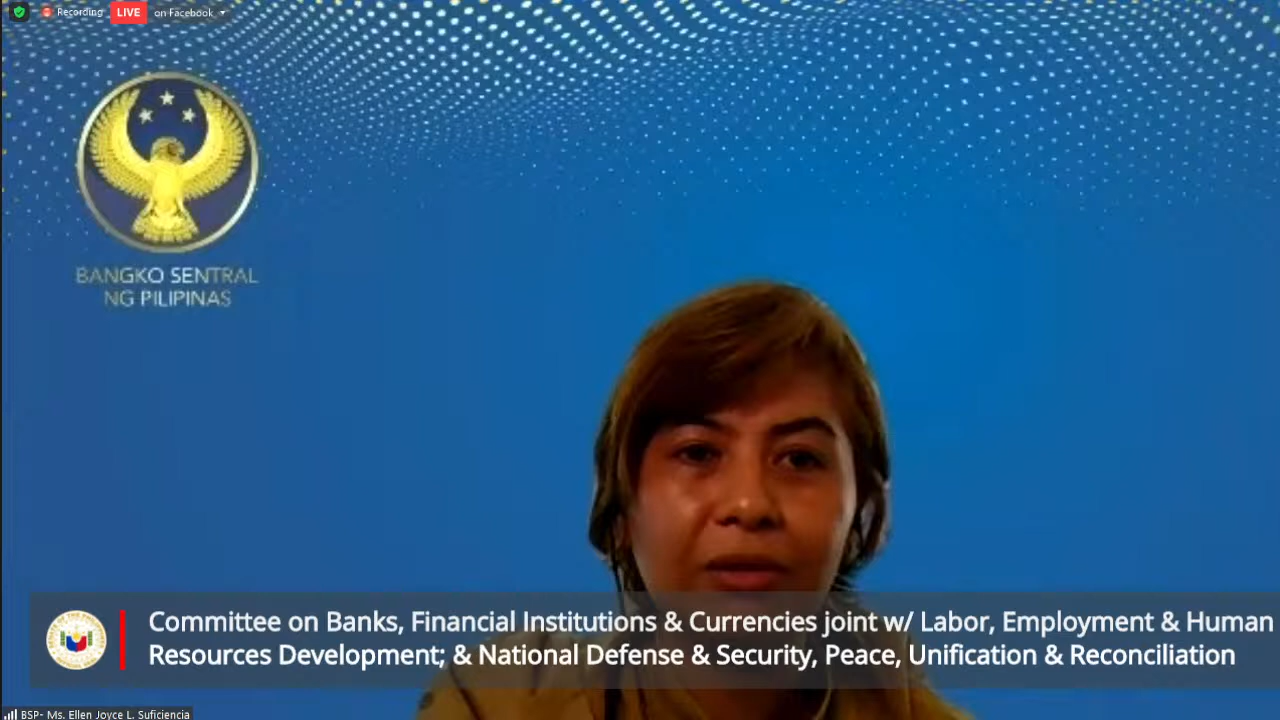 Recording LIVE on Facebook
BANGKO SENTRAL
NG PILIPINAS
Committee on Banks, Financial Institutions & Currencies joint w/ Labor, Employment & Human
Resources Development; & National Defense & Security, Peace, Unification & Reconciliation
BSP- Ms. Ellen Joyce L. Suficiencia